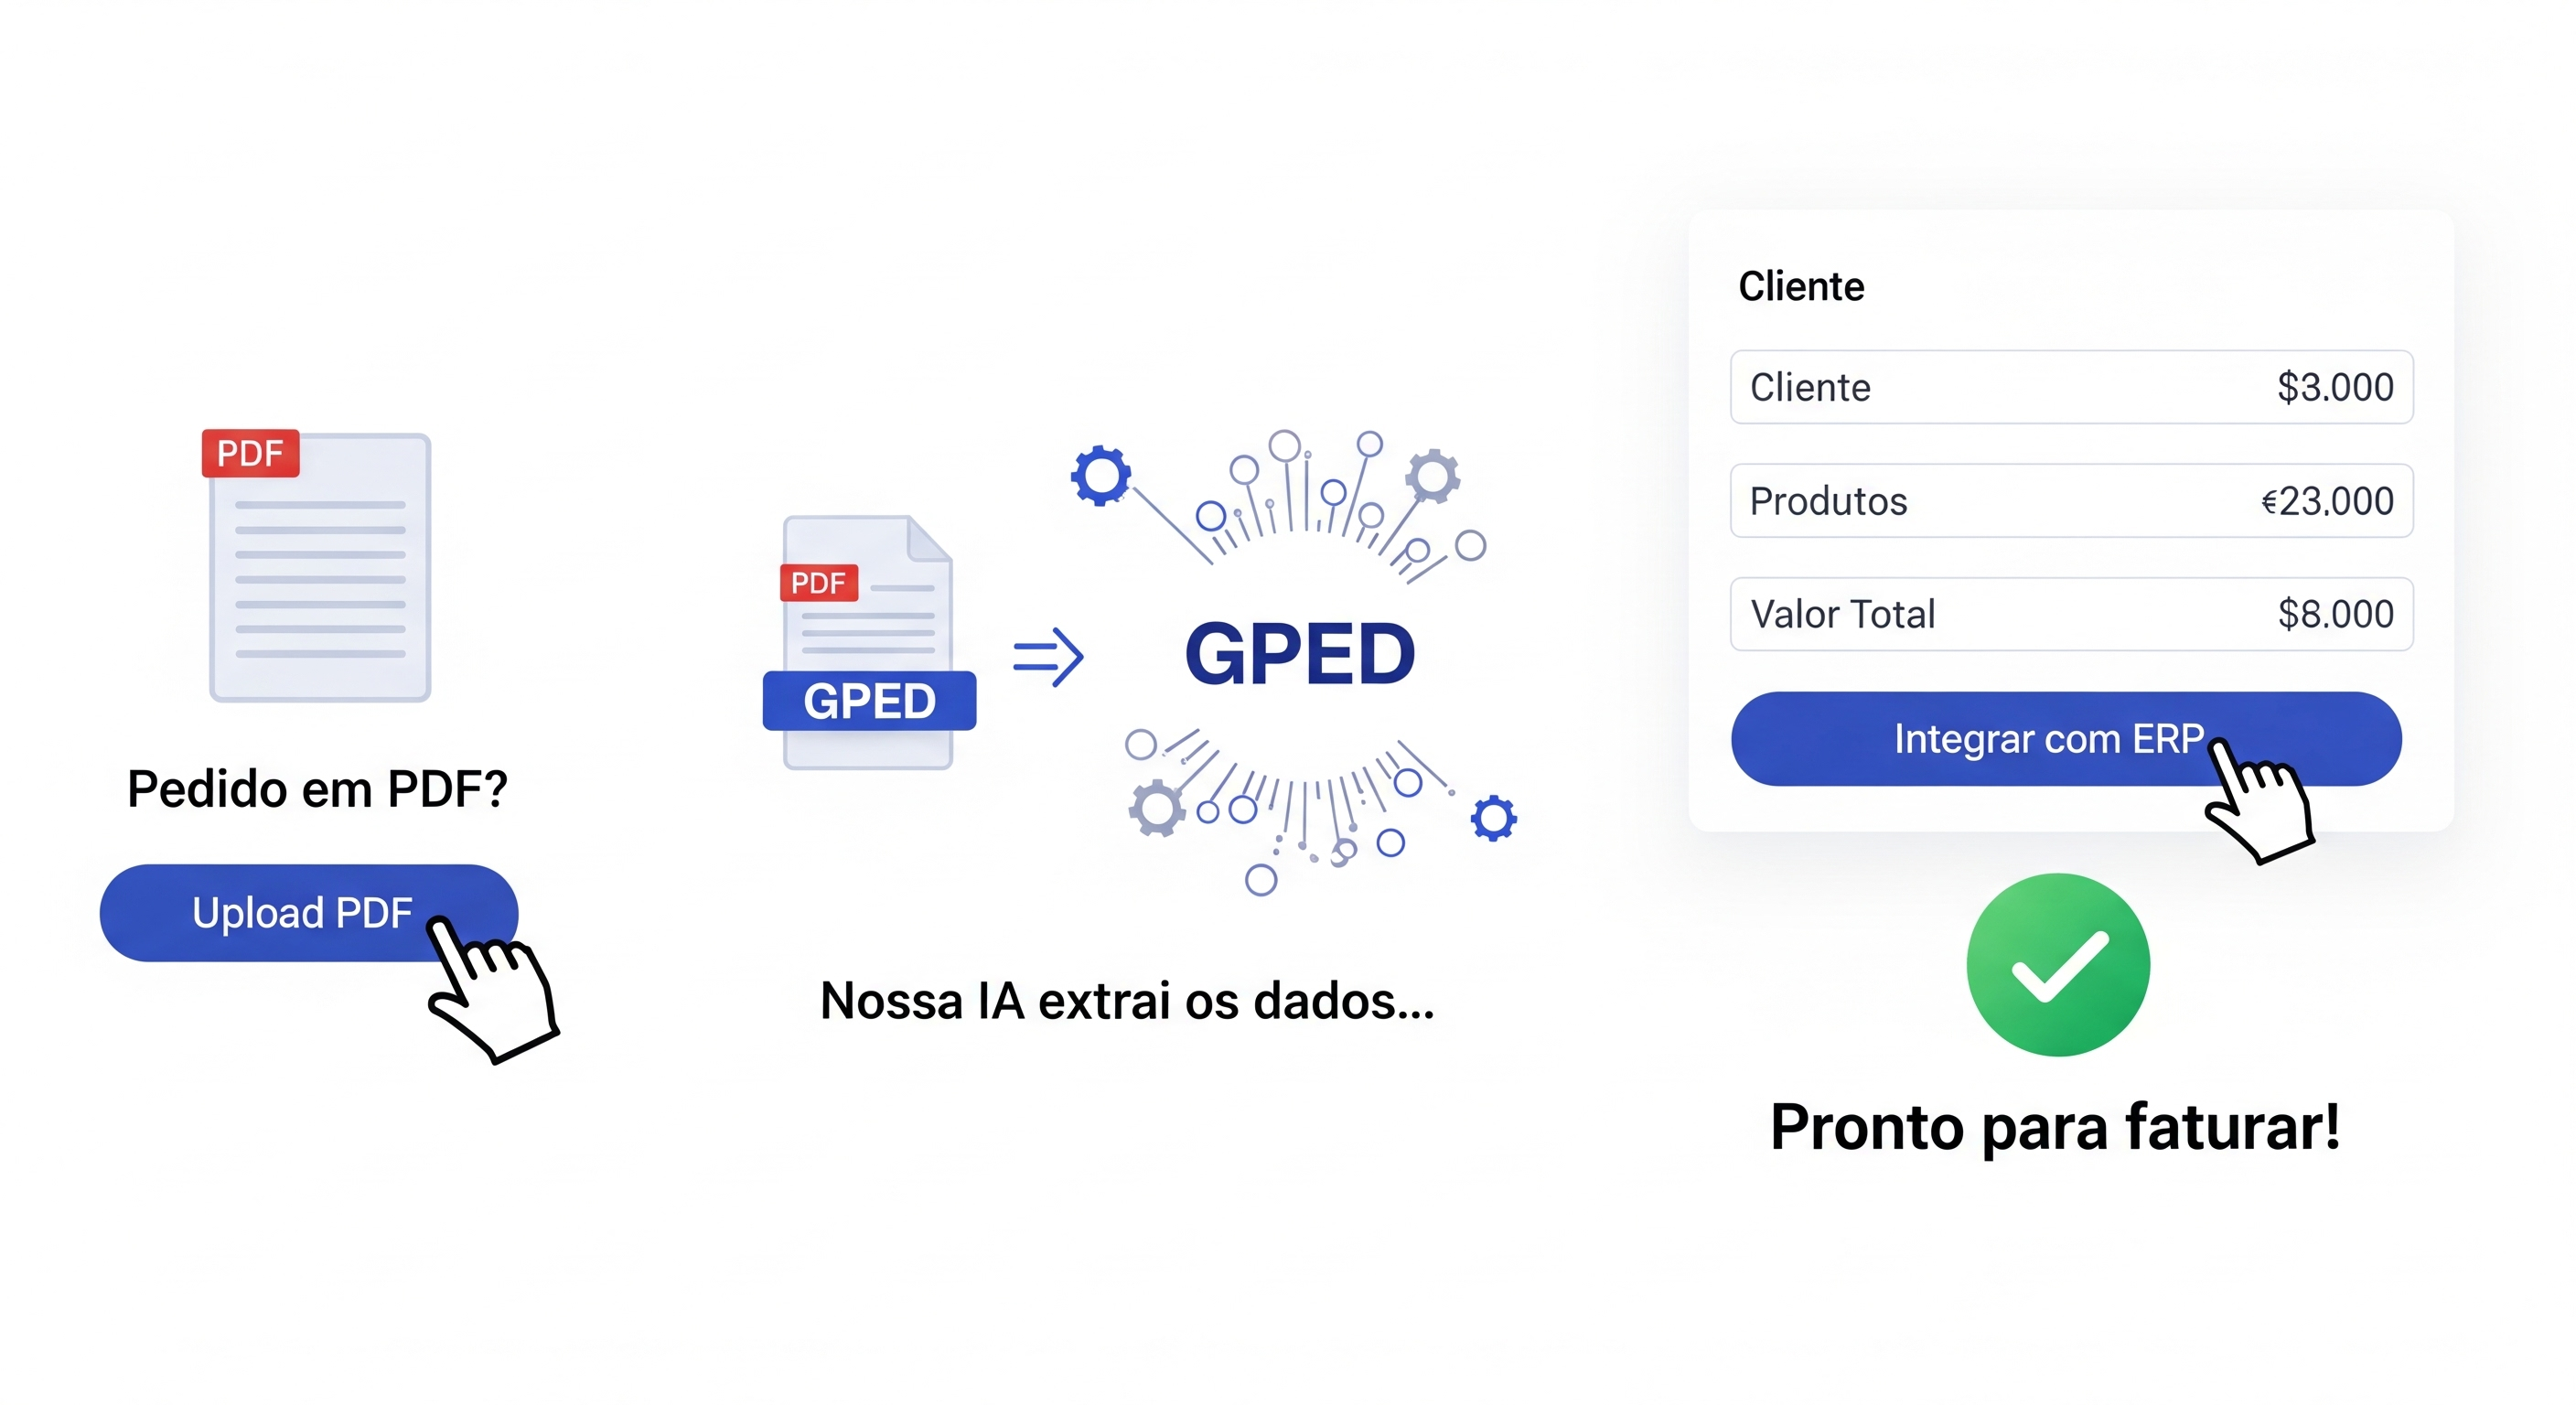 PDF
Pedido em PDF?
Upload PDF
PDF
GPED
GPED
Nossa IA extrai os dados...
Cliente
Cliente $3.000
Produtos €23.000
Valor Total $8.000
Integrar com ERP
Pronto para faturar!